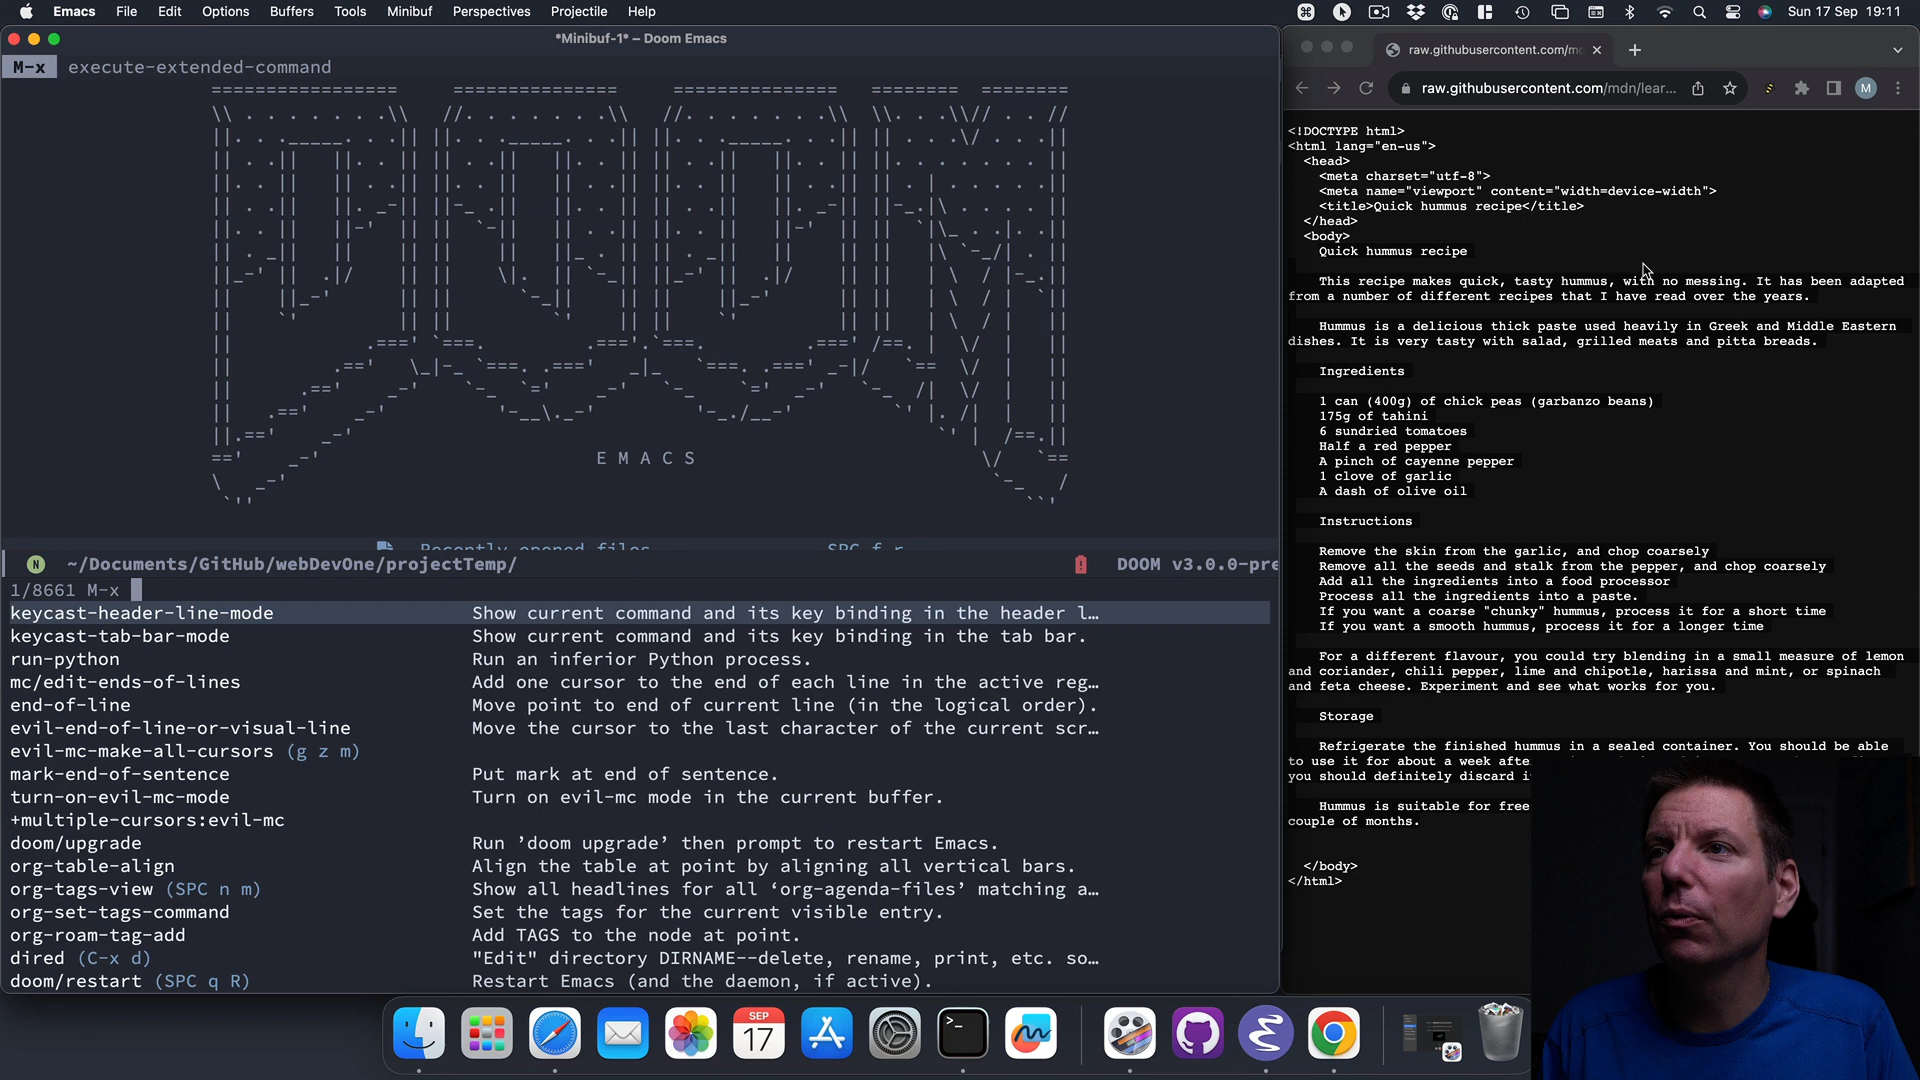 Emacs File Edit Options Buffers Tools Minibuf Perspectives Projectile Help
Sun 17 Sep 19:11
*Minibuf-1* – Doom Emacs
M-x execute-extended-command
E M A C S
Recently opened files SPC f r
N ~/Documents/GitHub/webDevOne/projectTemp/ DOOM v3.0.0-pre
1/8661 M-x
keycast-header-line-mode Show current command and its key binding in the header l…
keycast-tab-bar-mode Show current command and its key binding in the tab bar.
run-python Run an inferior Python process.
mc/edit-ends-of-lines Add one cursor to the end of each line in the active reg…
end-of-line Move point to end of current line (in the logical order).
evil-end-of-line-or-visual-line Move the cursor to the last character of the current scr…
evil-mc-make-all-cursors (g z m)
mark-end-of-sentence Put mark at end of sentence.
turn-on-evil-mc-mode Turn on evil-mc mode in the current buffer.
+multiple-cursors:evil-mc
doom/upgrade Run ’doom upgrade’ then prompt to restart Emacs.
org-table-align Align the table at point by aligning all vertical bars.
org-tags-view (SPC n m) Show all headlines for all ‘org-agenda-files’ matching a…
org-set-tags-command Set the tags for the current visible entry.
org-roam-tag-add Add TAGS to the node at point.
dired (C-x d) "Edit" directory DIRNAME--delete, rename, print, etc. so…
doom/restart (SPC q R) Restart Emacs (and the daemon, if active).
raw.githubusercontent.com/m
raw.githubusercontent.com/mdn/lear...
M
<!DOCTYPE html>
<html lang="en-us">
<head>
<meta charset="utf-8">
<meta name="viewport" content="width=device-width">
<title>Quick hummus recipe</title>
</head>
<body>
Quick hummus recipe
This recipe makes quick, tasty hummus, with no messing. It has been adapted
from a number of different recipes that I have read over the years.
Hummus is a delicious thick paste used heavily in Greek and Middle Eastern
dishes. It is very tasty with salad, grilled meats and pitta breads.
Ingredients
1 can (400g) of chick peas (garbanzo beans)
175g of tahini
6 sundried tomatoes
Half a red pepper
A pinch of cayenne pepper
1 clove of garlic
A dash of olive oil
Instructions
Remove the skin from the garlic, and chop coarsely
Remove all the seeds and stalk from the pepper, and chop coarsely
Add all the ingredients into a food processor
Process all the ingredients into a paste.
If you want a coarse "chunky" hummus, process it for a short time
If you want a smooth hummus, process it for a longer time
For a different flavour, you could try blending in a small measure of lemon
and coriander, chili pepper, lime and chipotle, harissa and mint, or spinach
and feta cheese. Experiment and see what works for you.
Storage
Refrigerate the finished hummus in a sealed container. You should be able
to use it for about a week afte
you should definitely discard i
Hummus is suitable for free
couple of months.
</body>
</html>
SEP
17